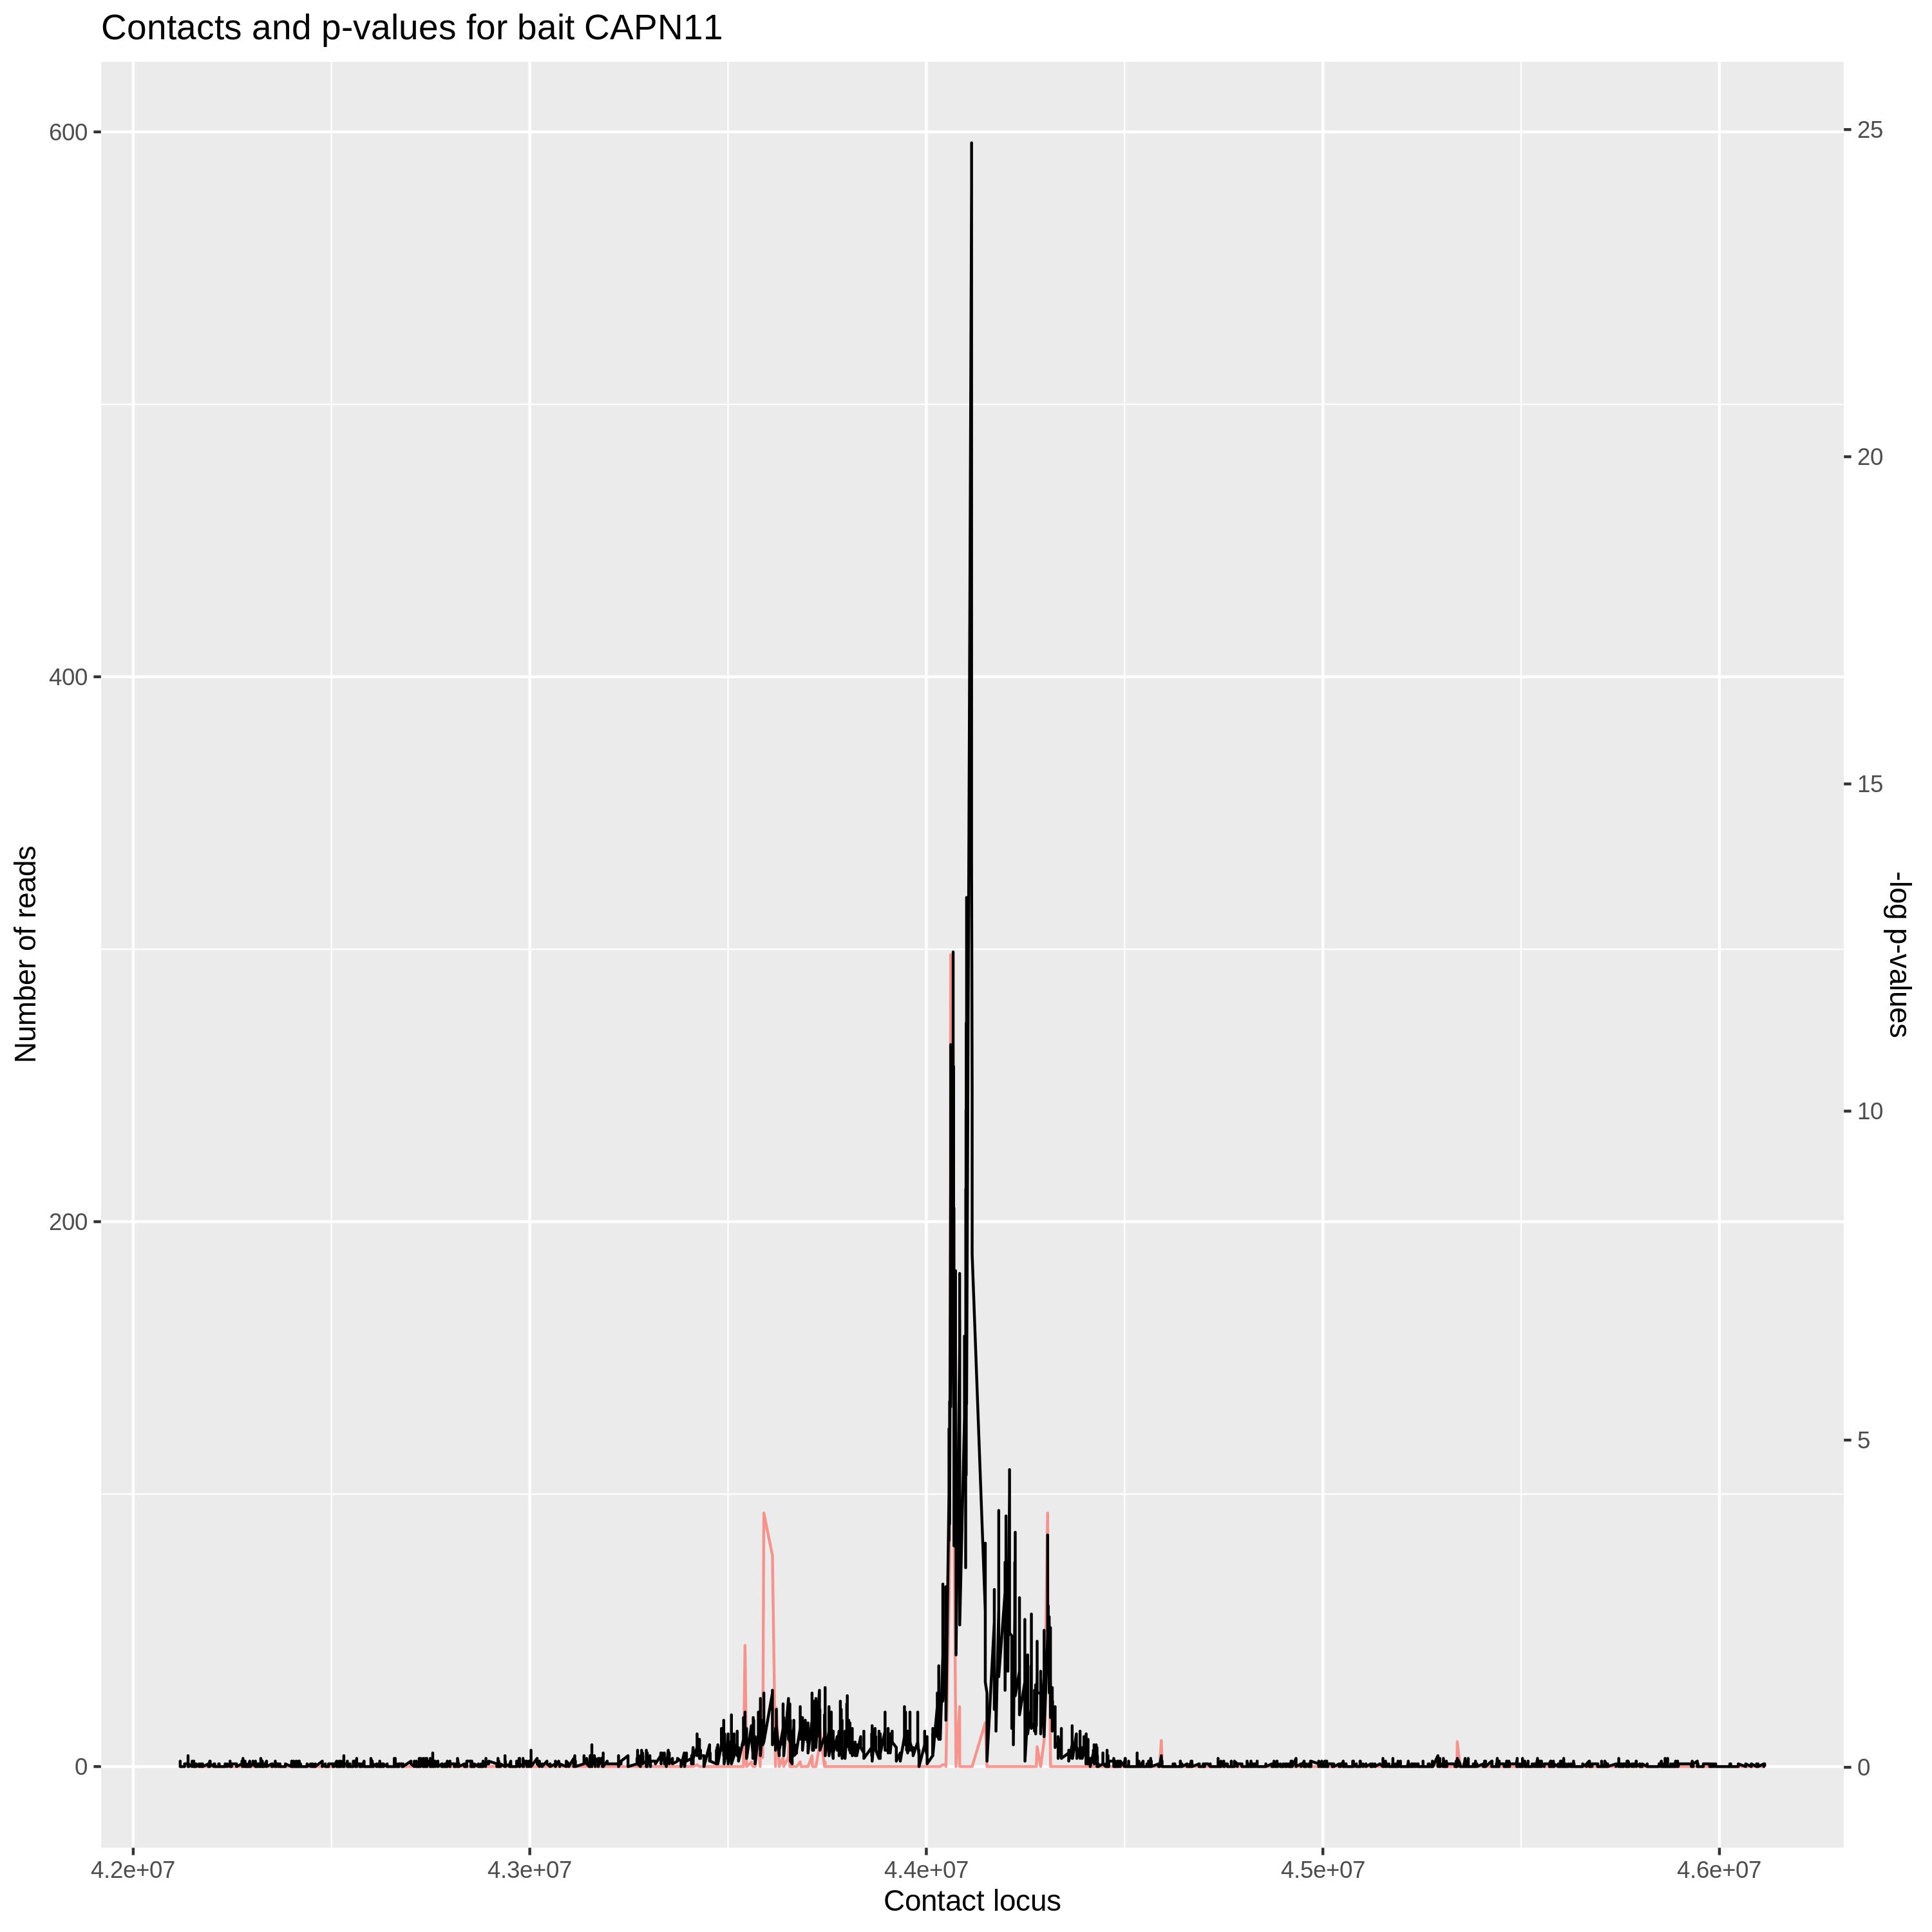 Contacts and p-values for bait CAPN11
600
400
200
0
Number of reads
25
20
15
10
5
0
-log p-values
4.2e+07
4.3e+07
4.4e+07
4.5e+07
4.6e+07
Contact locus